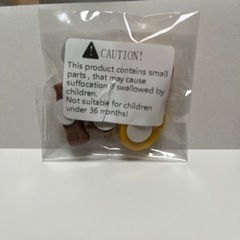 CAUTION!
This product contains small
parts , that may cause
suffocation if swallowed by
children.
Not suitable for children
under 36 months!